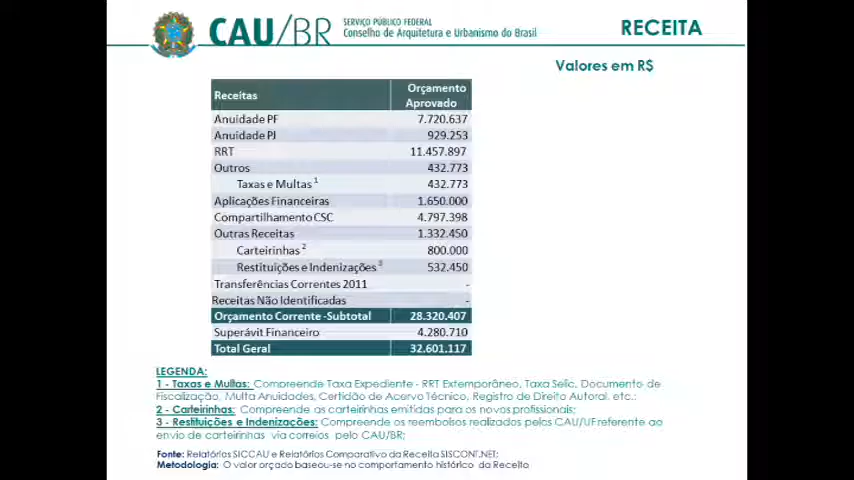 CAU/BR
SERVIÇO PÚBLICO FEDERAL
Conselho de Arquitetura e Urbanismo do Brasil
RECEITA
Valores em R$
Receitas Orçamento Aprovado
Anuidade PF 7.720.637
Anuidade PJ 929.253
RRT 11.457.897
Outros 432.773
Taxas e Multas 1 432.773
Aplicações Financeiras 1.650.000
Compartilhamento CSC 4.797.398
Outras Receitas 1.332.450
Carteirinhas 2 800.000
Restituições e Indenizações 3 532.450
Transferências Correntes 2011 -
Receitas Não Identificadas -
Orçamento Corrente -Subtotal 28.320.407
Superávit Financeiro 4.280.710
Total Geral 32.601.117
LEGENDA:
1 - Taxas e Multas: Compreende Taxa Expediente - RRT Extemporâneo, Taxa Selic, Documento de
Fiscalização, Multa Anuidades, Certidão de Acervo Técnico, Registro de Direito Autoral, etc.;
2 - Carteirinhas: Compreende as carteirinhas emitidas para os novos profissionais;
3 - Restituições e Indenizações: Compreende os reembolsos realizados pelos CAU/UF referente ao
envio de carteirinhas via correios pelo CAU/BR;
Fonte: Relatórios SICCAU e Relatórios Comparativo da Receita SISCONT.NET;
Metodologia: O valor orçado baseou-se no comportamento histórico da Receita